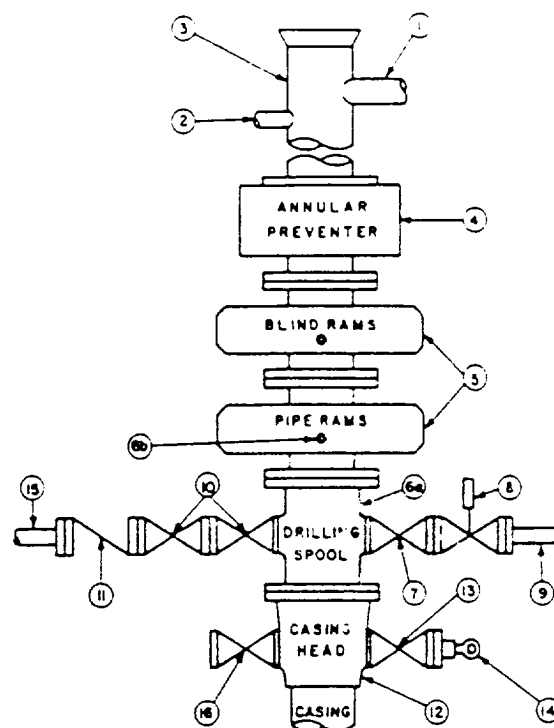 3
1
2
ANNULAR
PREVENTER
4
BLIND RAMS
5
PIPE RAMS
6b
6a
8
15
10
DRILLING
SPOOL
11
7
9
13
CASING
HEAD
16
12
14
CASING